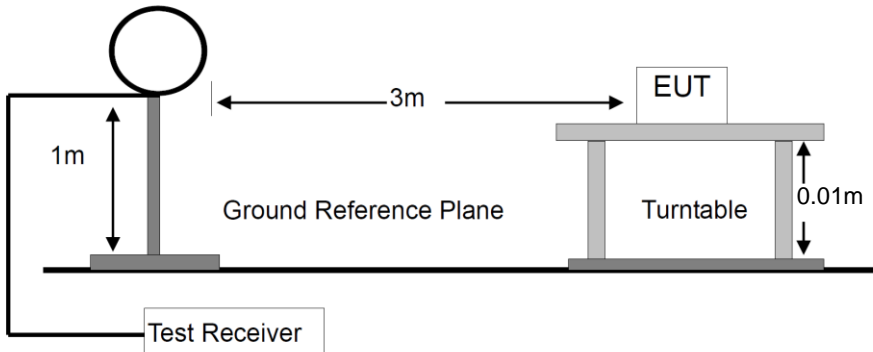 EUT
3m
1m
0.01m
Ground Reference Plane
Turntable
Test Receiver